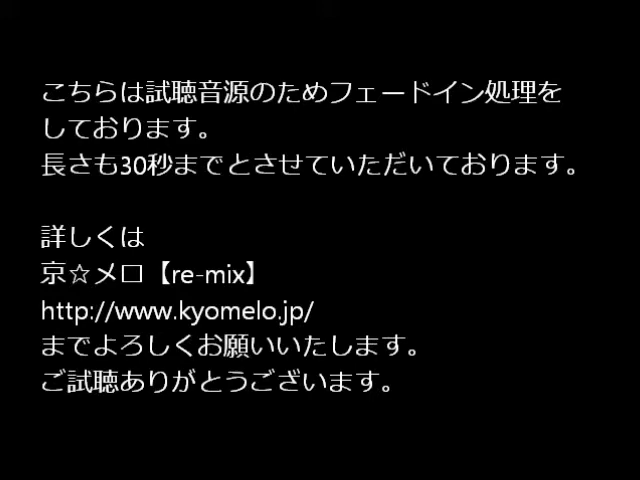 こちらは試聴音源のためフェードイン処理を
しております。
長さも30秒までとさせていただいております。
詳しくは
京☆メロ【re-mix】
http://www.kyomelo.jp/
までよろしくお願いいたします。
ご試聴ありがとうございます。